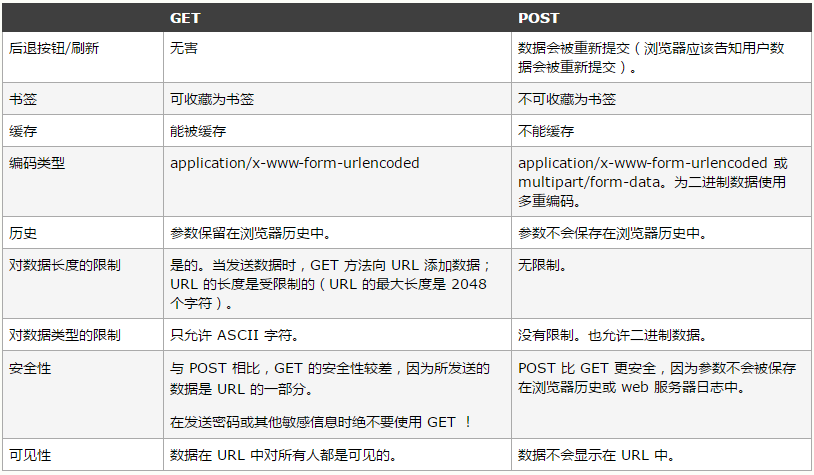 GET
POST
后退按钮/刷新
无害
数据会被重新提交（浏览器应该告知用户数
据会被重新提交）。
书签
可收藏为书签
不可收藏为书签
缓存
能被缓存
不能缓存
编码类型
application/x-www-form-urlencoded
application/x-www-form-urlencoded 或
multipart/form-data。为二进制数据使用
多重编码。
历史
参数保留在浏览器历史中。
参数不会保存在浏览器历史中。
对数据长度的限制
是的。当发送数据时，GET 方法向 URL 添加数据；
URL 的长度是受限制的（URL 的最大长度是 2048
个字符）。
无限制。
对数据类型的限制
只允许 ASCII 字符。
没有限制。也允许二进制数据。
安全性
与 POST 相比，GET 的安全性较差，因为所发送的
数据是 URL 的一部分。
在发送密码或其他敏感信息时绝不要使用 GET ！
POST 比 GET 更安全，因为参数不会被保存
在浏览器历史或 web 服务器日志中。
可见性
数据在 URL 中对所有人都是可见的。
数据不会显示在 URL 中。